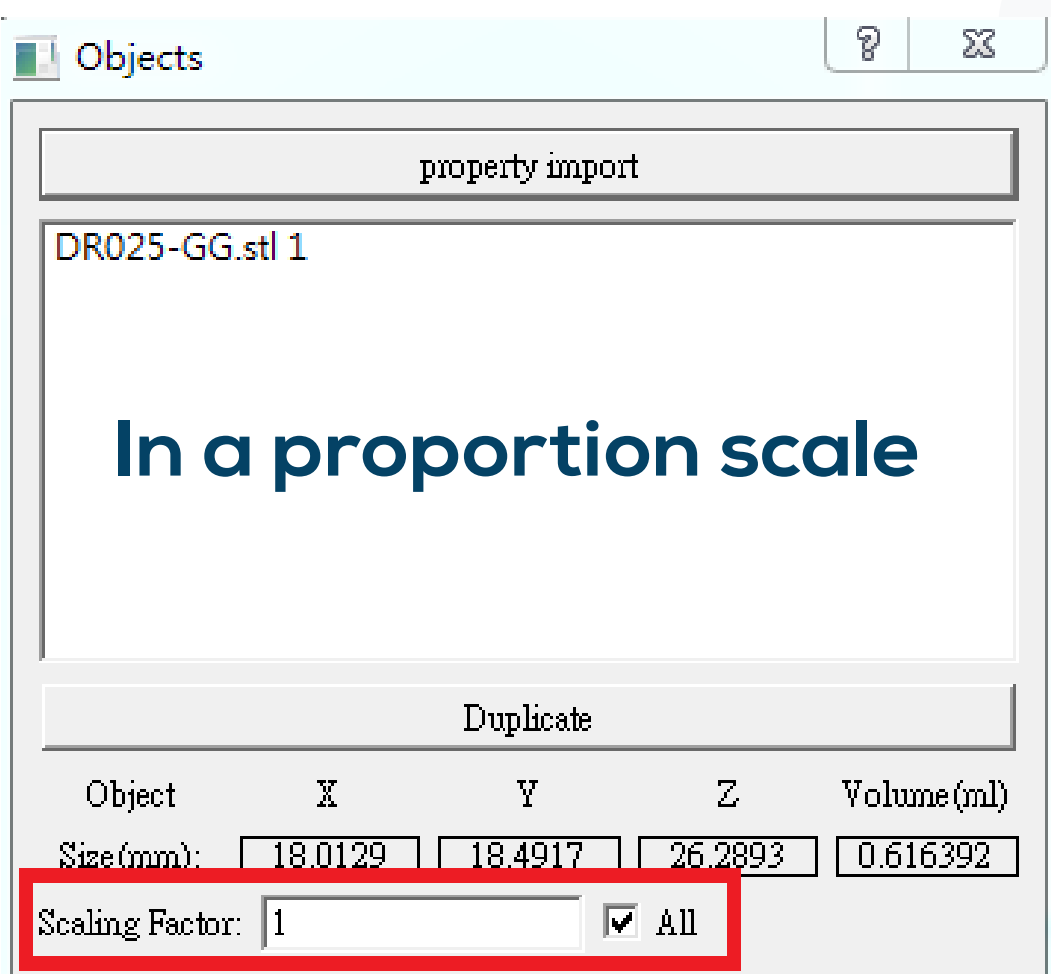 Objects
property import
DR025-GG.stl 1
In a proportion scale
Duplicate
Object X Y Z Volume(ml)
Size(mm): 18.0129 18.4917 26.2893 0.616392
Scaling Factor: 1 All